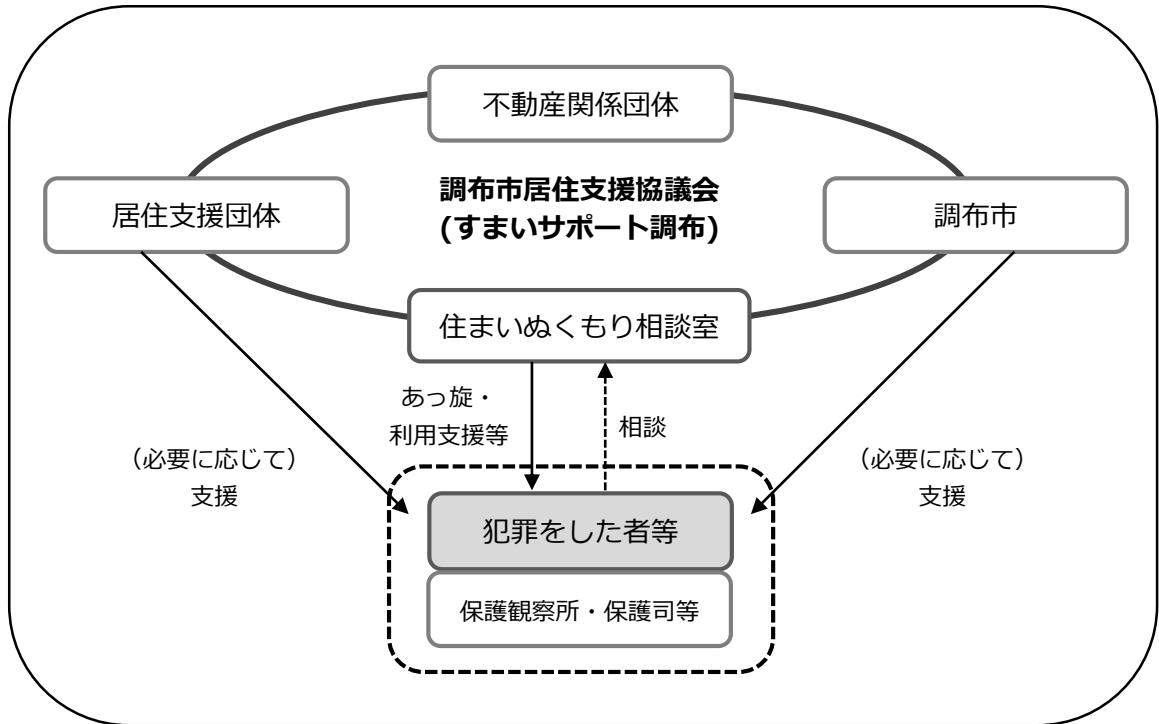 不動産関係団体
居住支援団体
調布市居住支援協議会
(すまいサポート調布)
調布市
住まいぬくもり相談室
あっ旋・
利用支援等
相談
（必要に応じて）
支援
（必要に応じて）
支援
犯罪をした者等
保護観察所・保護司等